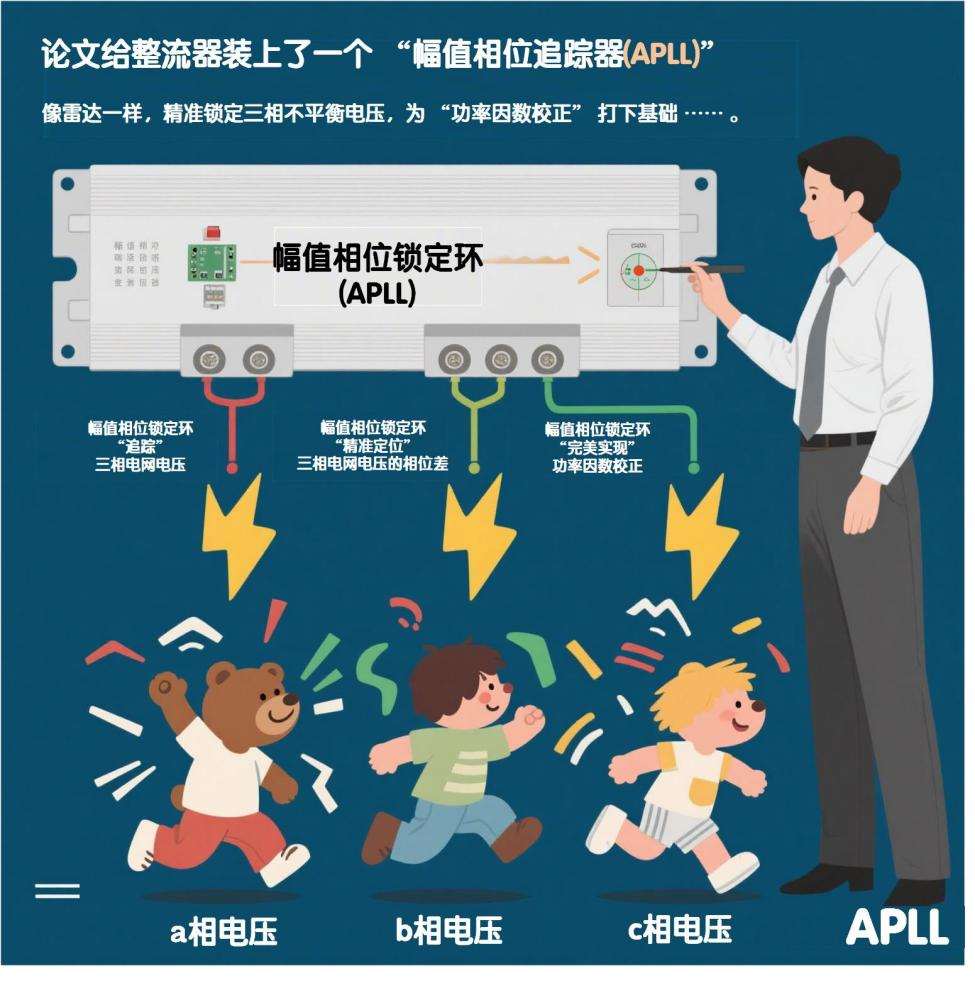 论文给整流器装上了一个 “幅值相位追踪器(APLL)”
像雷达一样，精准锁定三相不平衡电压，为 “功率因数校正” 打下基础 …… 。
幅值相位锁定环
(APLL)
幅值相位锁定环
“追踪”
三相电网电压
幅值相位锁定环
“精准定位”
三相电网电压的相位差
幅值相位锁定环
“完美实现”
功率因数校正
a相电压
b相电压
c相电压
APLL